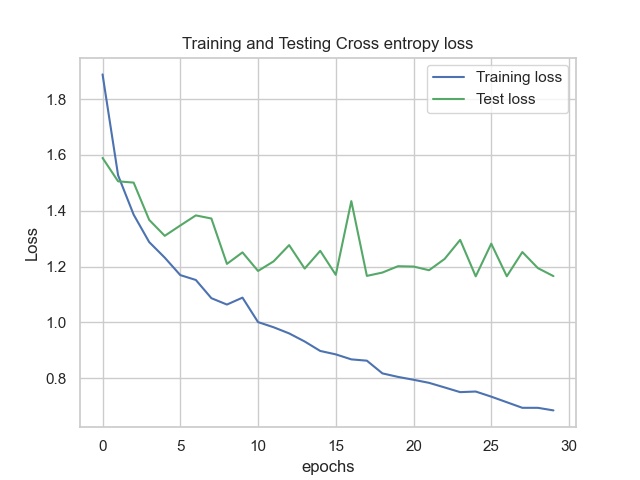 Training and Testing Cross entropy loss
Training loss
Test loss
Loss
1.8
1.6
1.4
1.2
1.0
0.8
0 5 10 15 20 25 30
epochs